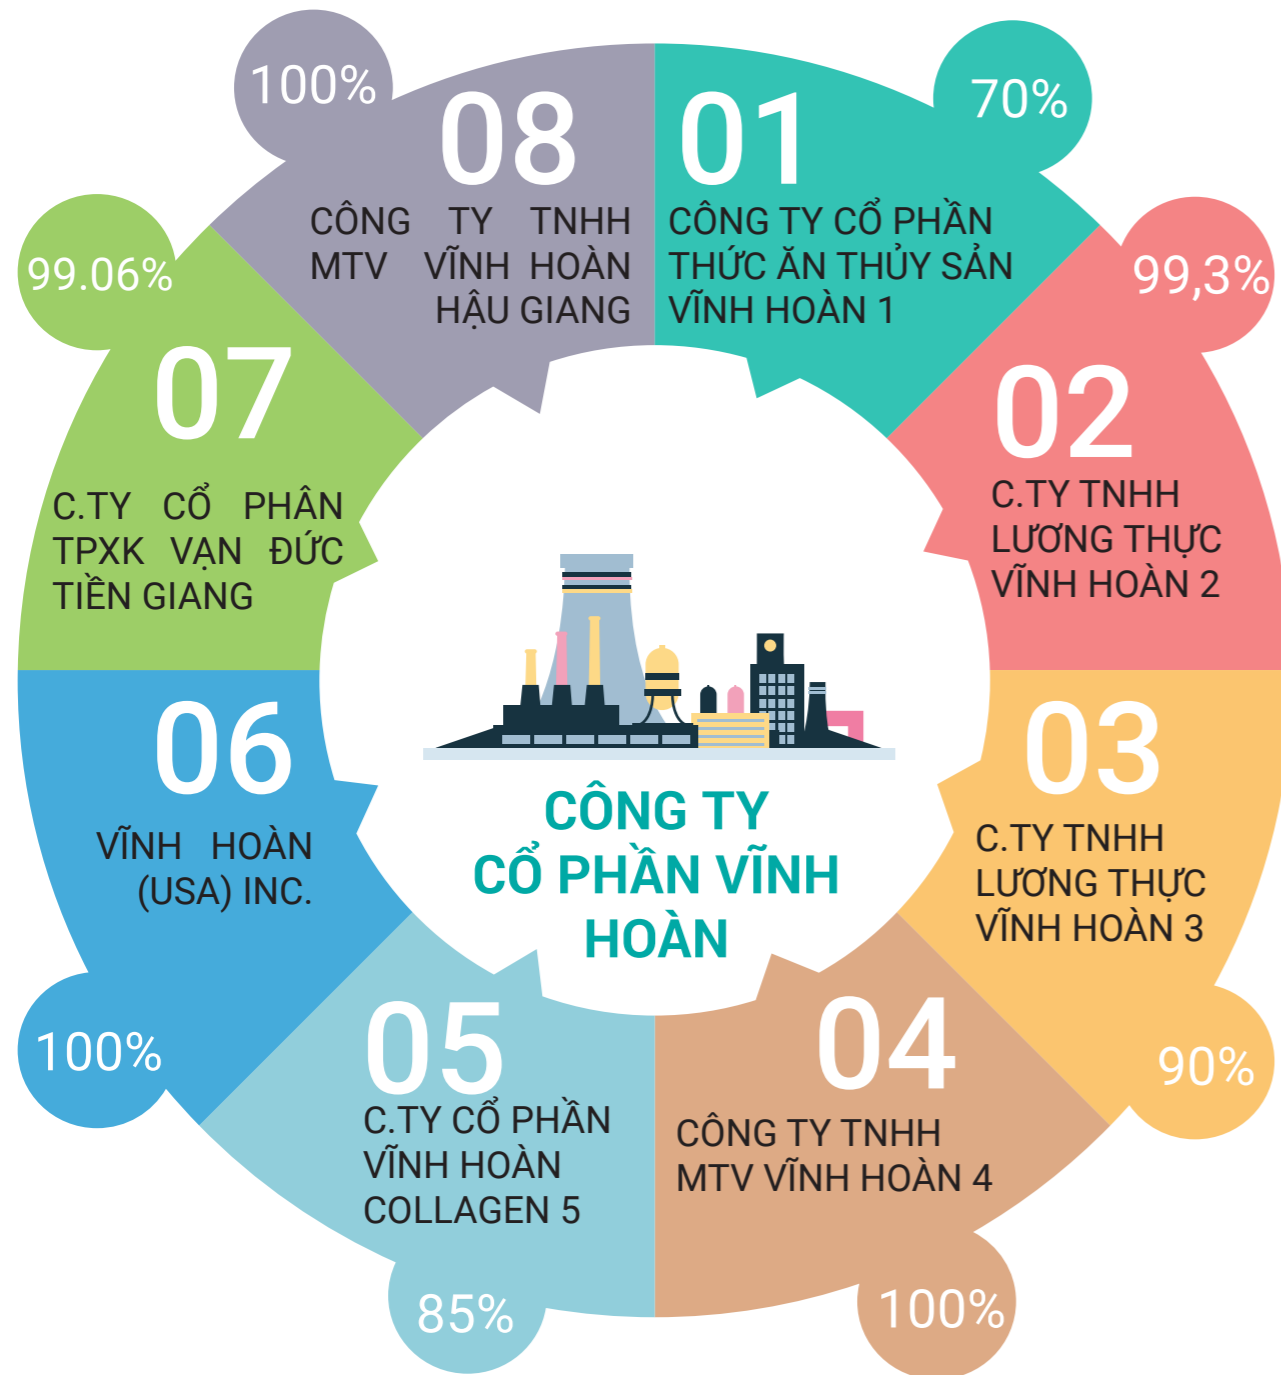 100%
08
CÔNG TY TNHH
MTV VĨNH HOÀN
HẬU GIANG
70%
01
CÔNG TY CỔ PHẦN
THỨC ĂN THỦY SẢN
VĨNH HOÀN 1
99,3%
02
C.TY TNHH
LƯƠNG THỰC
VĨNH HOÀN 2
99.06%
07
C.TY CỔ PHÂN
TPXK VẠN ĐỨC
TIỀN GIANG
06
VĨNH HOÀN
(USA) INC.
100%
CÔNG TY
CỔ PHẦN VĨNH
HOÀN
03
C.TY TNHH
LƯƠNG THỰC
VĨNH HOÀN 3
90%
05
C.TY CỔ PHẦN
VĨNH HOÀN
COLLAGEN 5
85%
04
CÔNG TY TNHH
MTV VĨNH HOÀN 4
100%